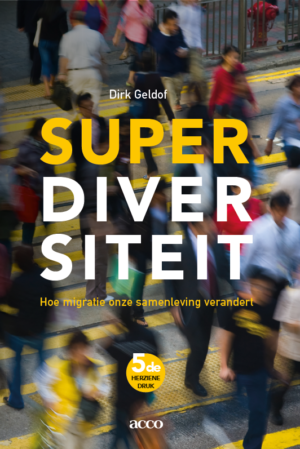 Dirk Geldof
SUPER
DIVER
SITEIT
Hoe migratie onze samenleving verandert
5de
HERZIENE
DRUK
acco